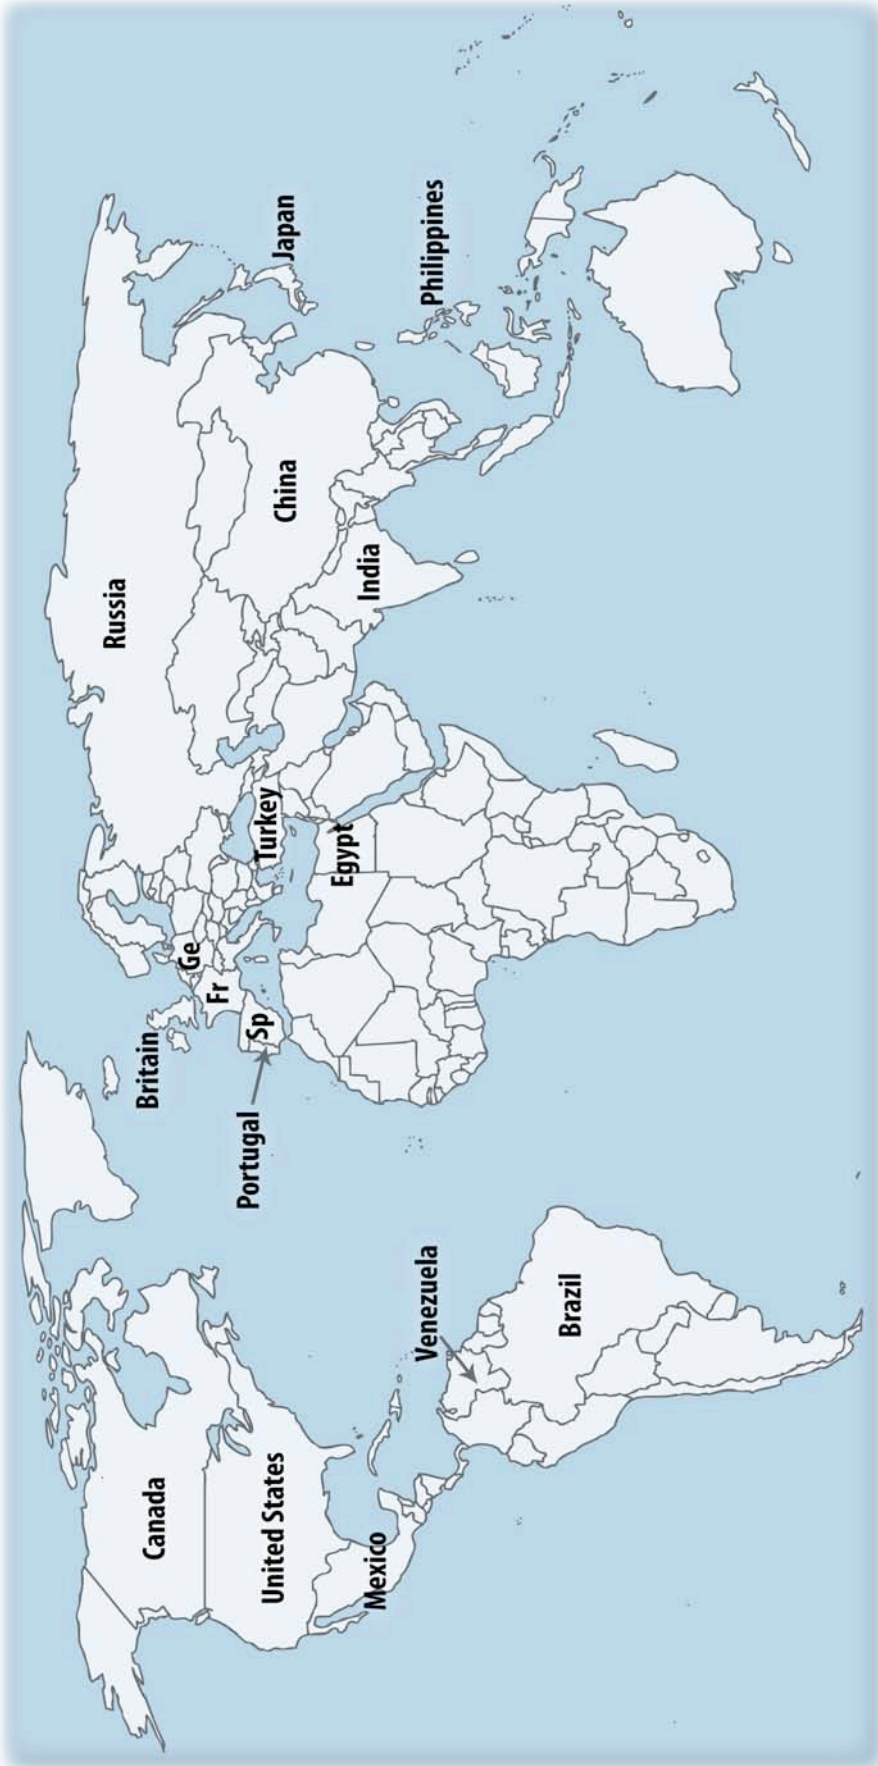 Canada
United States
Mexico
Venezuela
Brazil
Britain
Portugal
Sp
Fr
Ge
Turkey
Egypt
Russia
China
India
Japan
Philippines